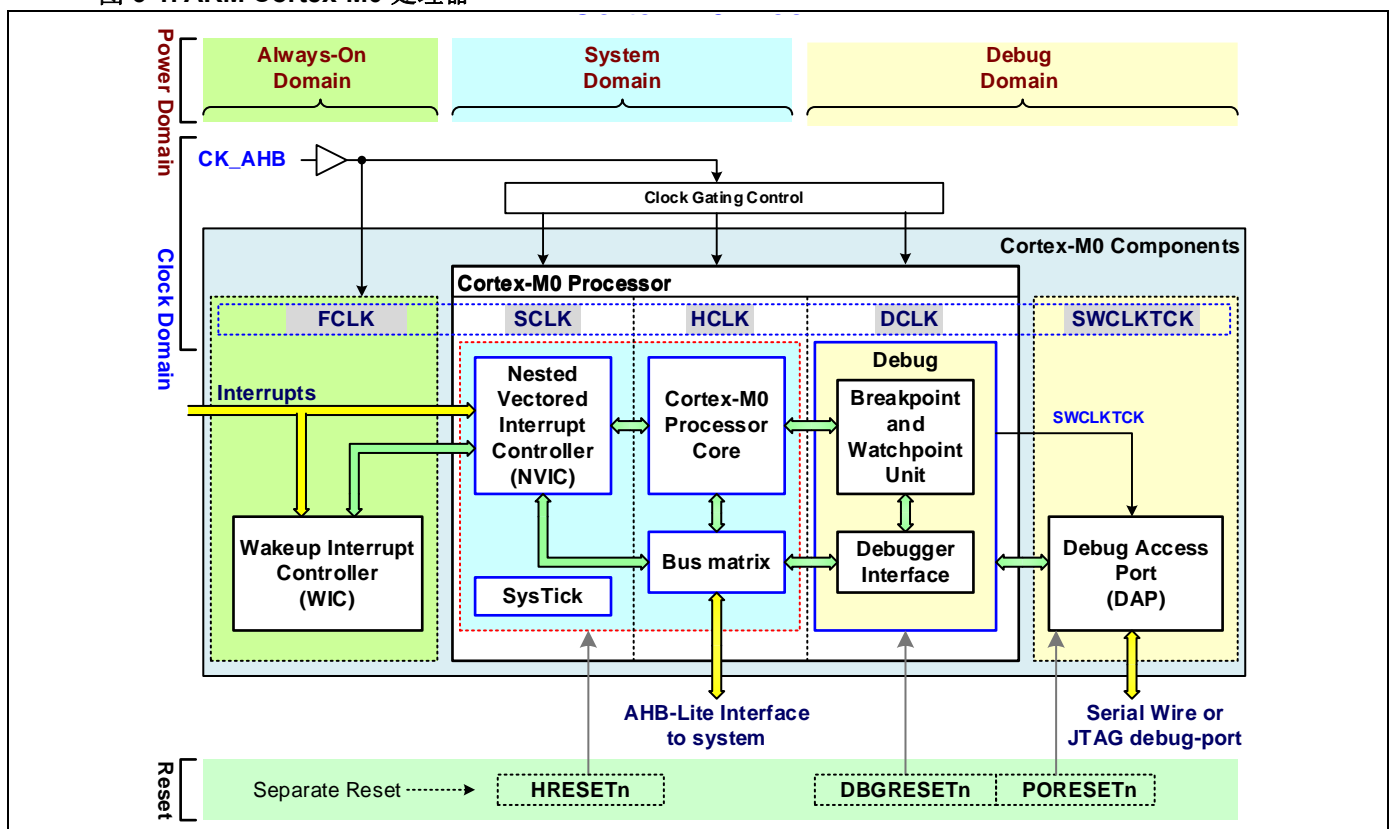 Power Domain
Always-On
Domain
System
Domain
Debug
Domain
Clock Domain
CK_AHB
Clock Gating Control
Cortex-M0 Components
Cortex-M0 Processor
FCLK
SCLK
HCLK
DCLK
SWCLKTCK
Interrupts
Nested
Vectored
Interrupt
Controller
(NVIC)
Cortex-M0
Processor
Core
Debug
Breakpoint
and
Watchpoint
Unit
SWCLKTCK
Wakeup Interrupt
Controller
(WIC)
SysTick
Bus matrix
Debugger
Interface
Debug Access
Port
(DAP)
AHB-Lite Interface
to system
Serial Wire or
JTAG debug-port
Reset
Separate Reset
HRESETn
DBGRESETn
PORESETn